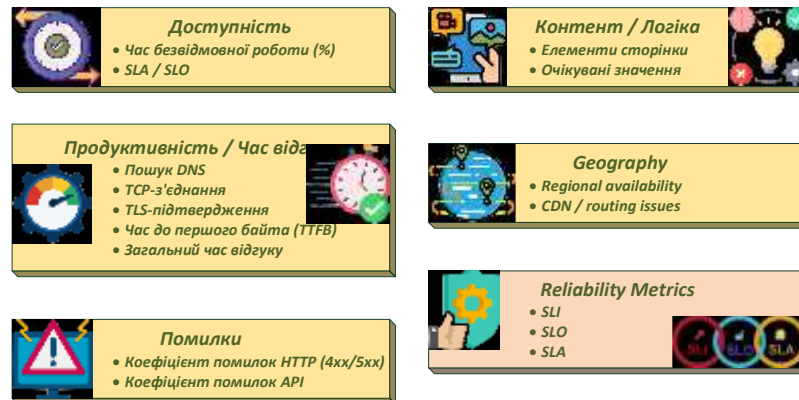 Доступність
• Час безвідмовної роботи (%)
• SLA / SLO
Продуктивність / Час відг
• Пошук DNS
• TCP-з'єднання
• TLS-підтвердження
• Час до першого байта (TTFB)
• Загальний час відгуку
Помилки
• Коефіцієнт помилок HTTP (4xx/5xx)
• Коефіцієнт помилок API
Контент / Логіка
• Елементи сторінки
• Очікувані значення
Geography
• Regional availability
• CDN / routing issues
Reliability Metrics
• SLI
• SLO
• SLA
SLI SLO SLA